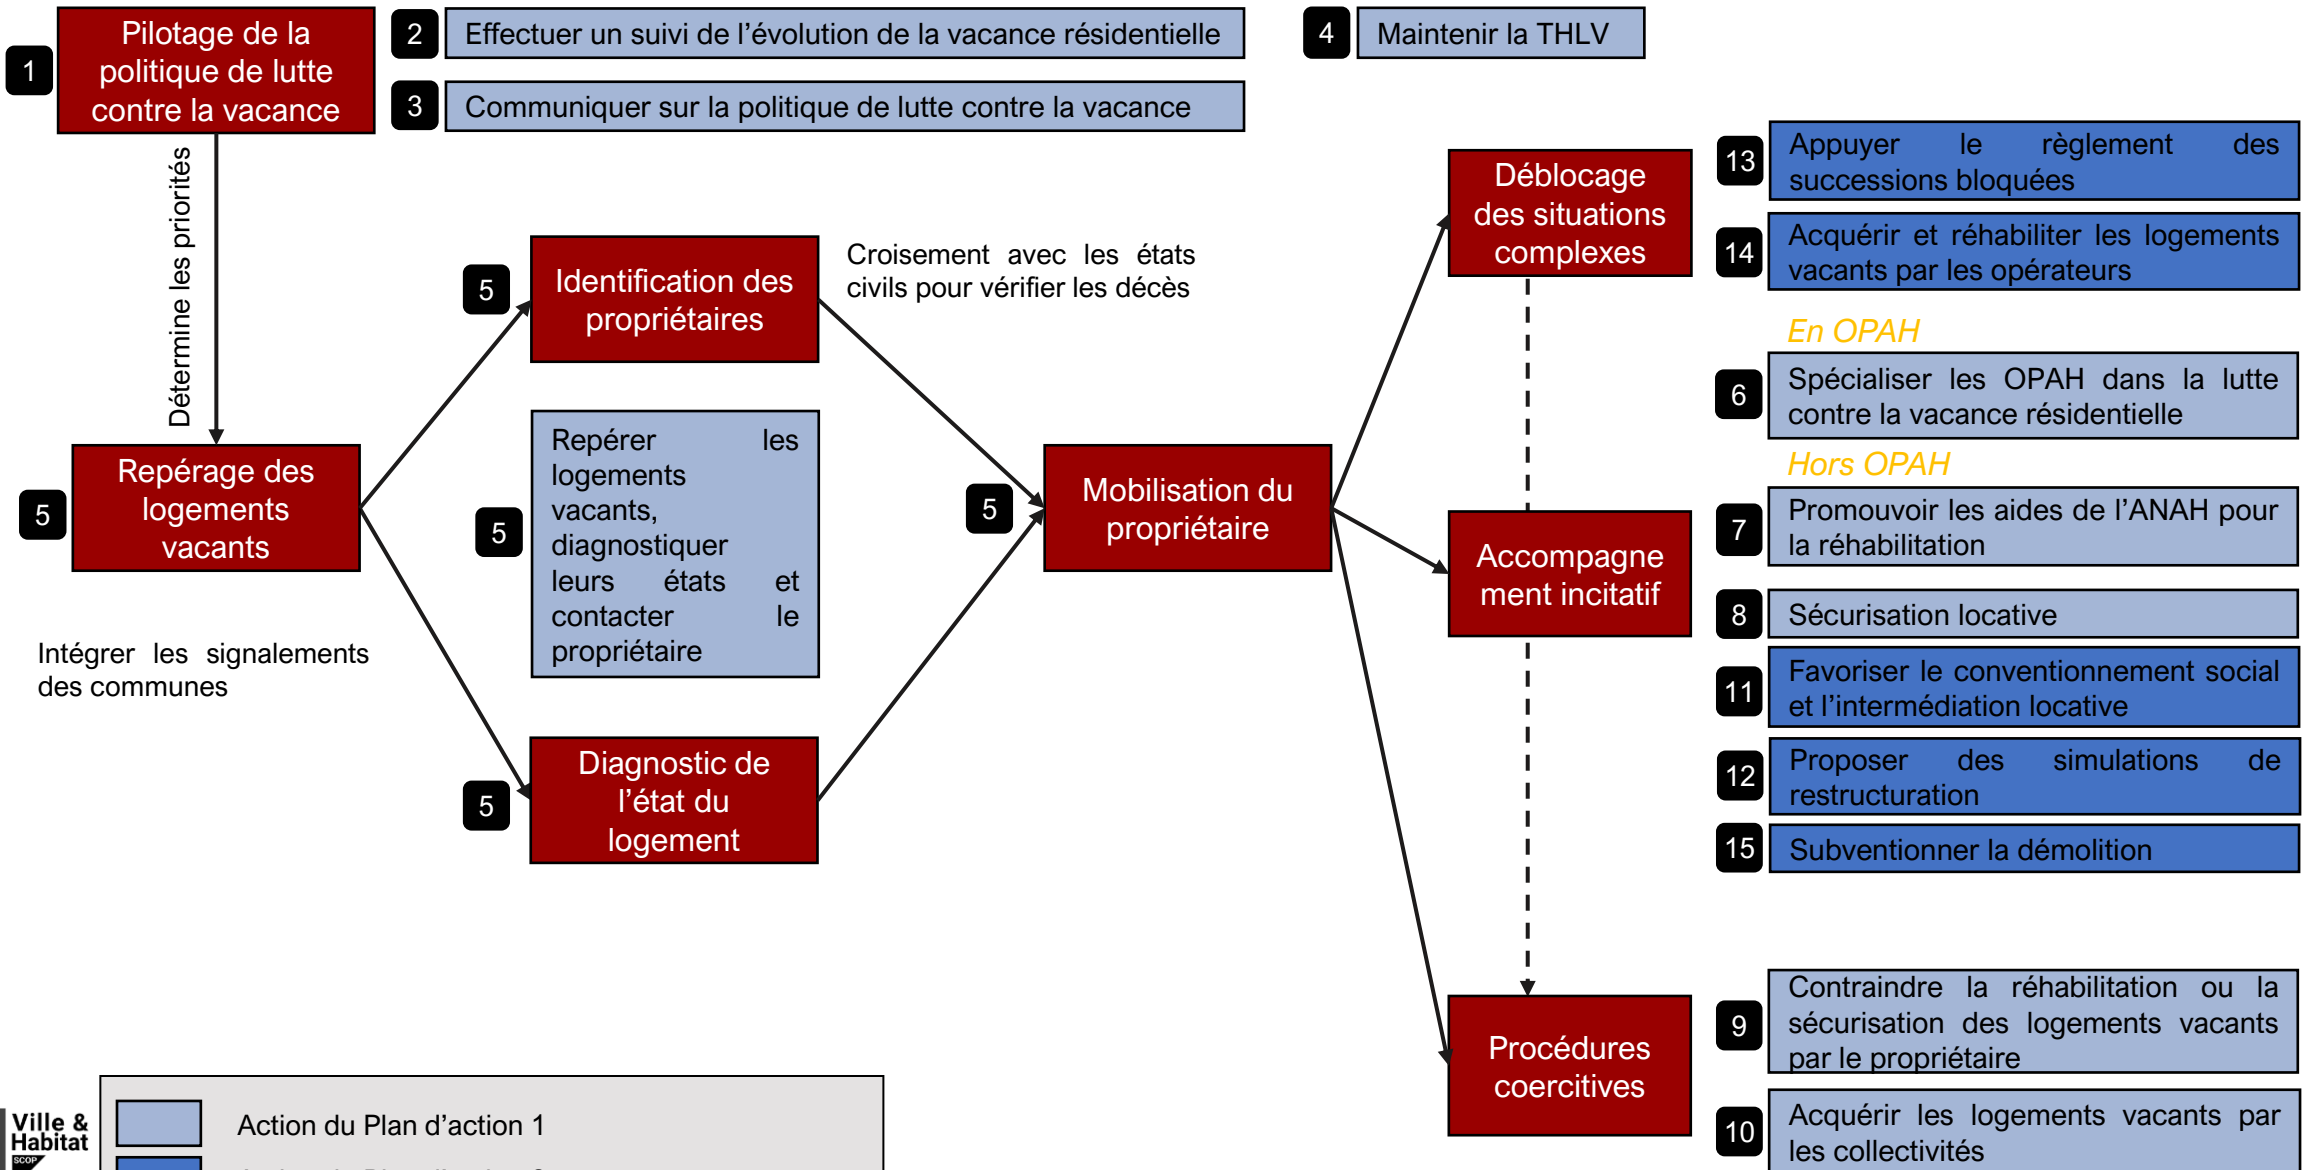 1
Pilotage de la
politique de lutte
contre la vacance
2
Effectuer un suivi de l’évolution de la vacance résidentielle
3
Communiquer sur la politique de lutte contre la vacance
4
Maintenir la THLV
Détermine les priorités
5
Repérage des
logements
vacants
Intégrer les signalements
des communes
5
Identification des
propriétaires
Croisement avec les états
civils pour vérifier les décès
5
Repérer les
logements
vacants,
diagnostiquer
leurs états et
contacter le
propriétaire
5
Diagnostic de
l’état du
logement
5
Mobilisation du
propriétaire
Déblocage
des situations
complexes
13
Appuyer le règlement des
successions bloquées
14
Acquérir et réhabiliter les logements
vacants par les opérateurs
Accompagne
ment incitatif
En OPAH
6
Spécialiser les OPAH dans la lutte
contre la vacance résidentielle
Hors OPAH
7
Promouvoir les aides de l’ANAH pour
la réhabilitation
8
Sécurisation locative
11
Favoriser le conventionnement social
et l’intermédiation locative
12
Proposer des simulations de
restructuration
15
Subventionner la démolition
Procédures
coercitives
9
Contraindre la réhabilitation ou la
sécurisation des logements vacants
par le propriétaire
10
Acquérir les logements vacants par
les collectivités
Ville &
Habitat
SCOP
Action du Plan d’action 1